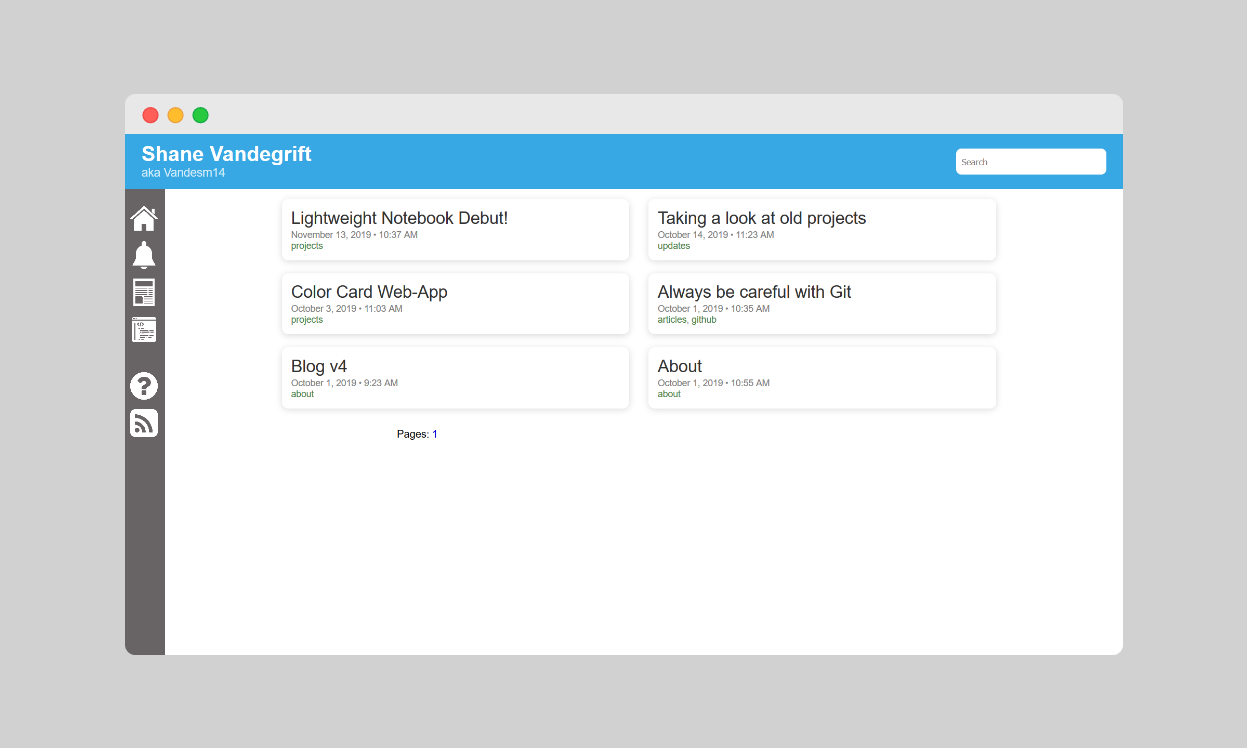 Shane Vandegrift
aka Vandesm14
Search
Lightweight Notebook Debut!
November 13, 2019 • 10:37 AM
projects
Taking a look at old projects
October 14, 2019 • 11:23 AM
updates
Color Card Web-App
October 3, 2019 • 11:03 AM
projects
Always be careful with Git
October 1, 2019 • 10:35 AM
articles, github
Blog v4
October 1, 2019 • 9:23 AM
about
About
October 1, 2019 • 10:55 AM
about
Pages: 1